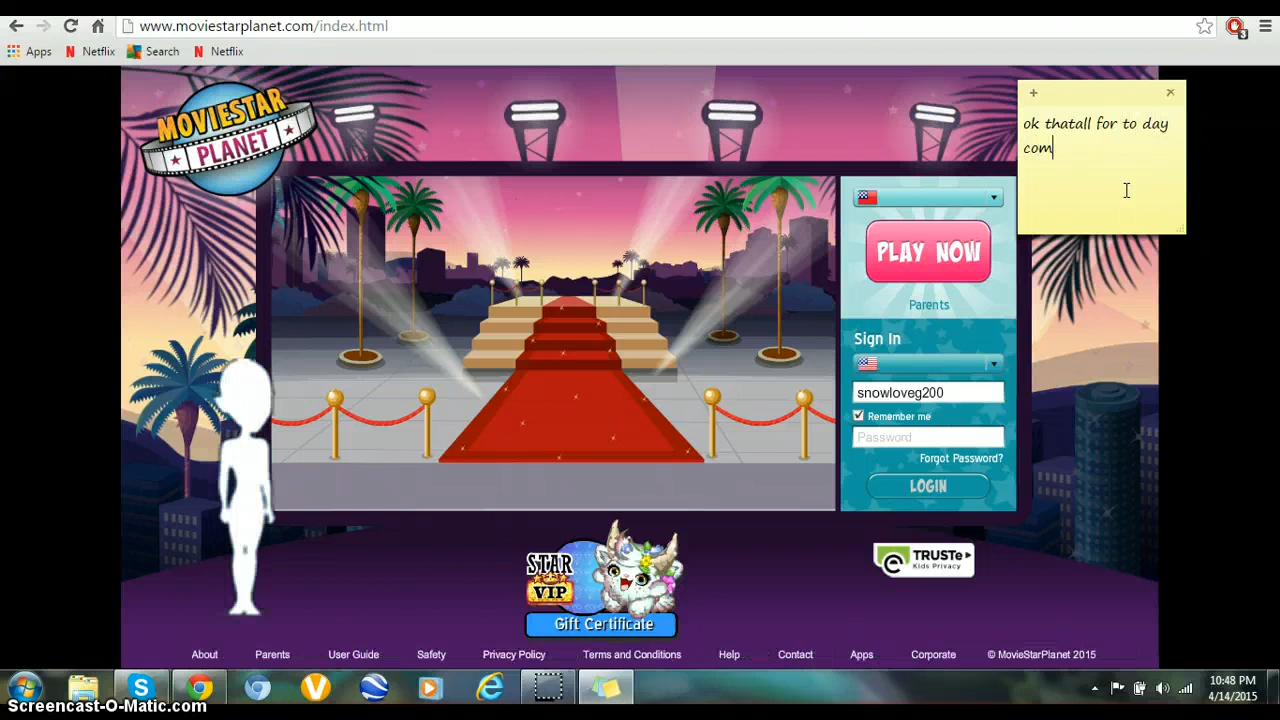 www.moviestarplanet.com/index.html
3
Apps Netflix Search Netflix
MOVIESTAR
PLANET
+ ×
ok thatall for to day
com
PLAY NOW
Parents
Sign In
snowloveg200
Remember me
Password
Forgot Password?
LOGIN
STAR
VIP
Gift Certificate
TRUSTe
Kids Privacy
About Parents User Guide Safety Privacy Policy Terms and Conditions Help Contact Apps Corporate © MovieStarPlanet 2015
10:48 PM
4/14/2015
Screencast-O-Matic.com